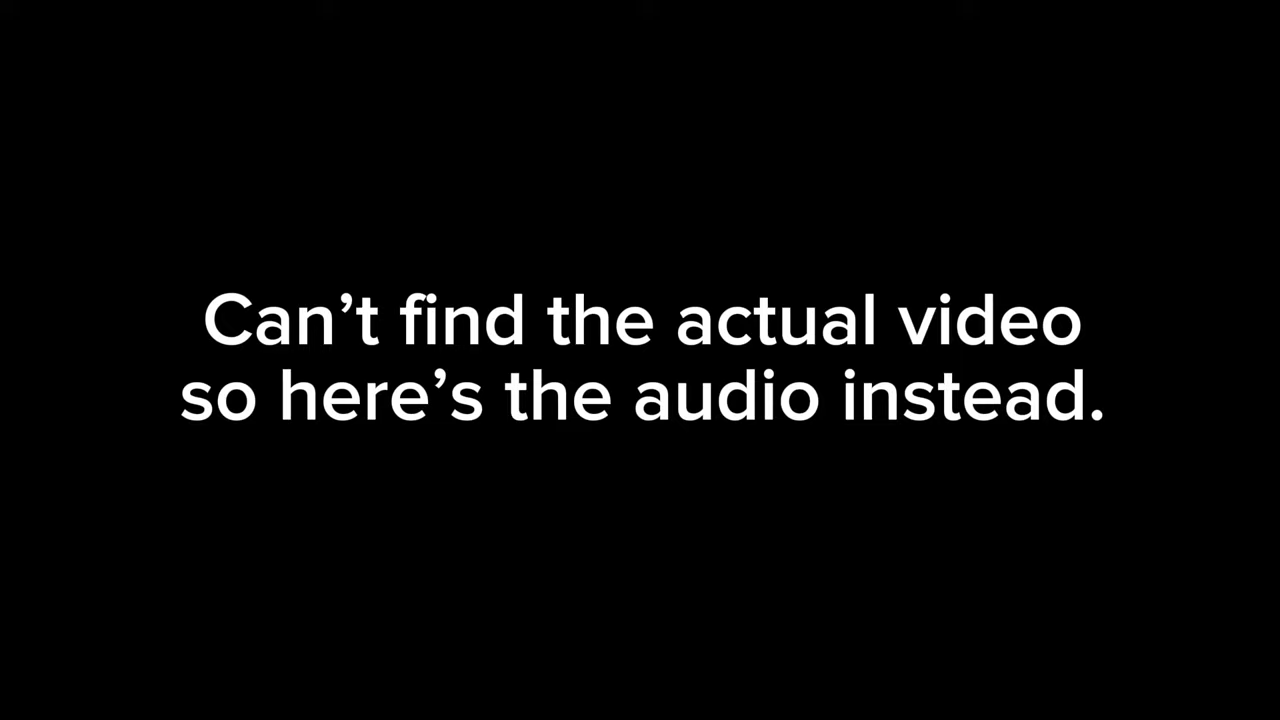 Can’t find the actual video
so here’s the audio instead.